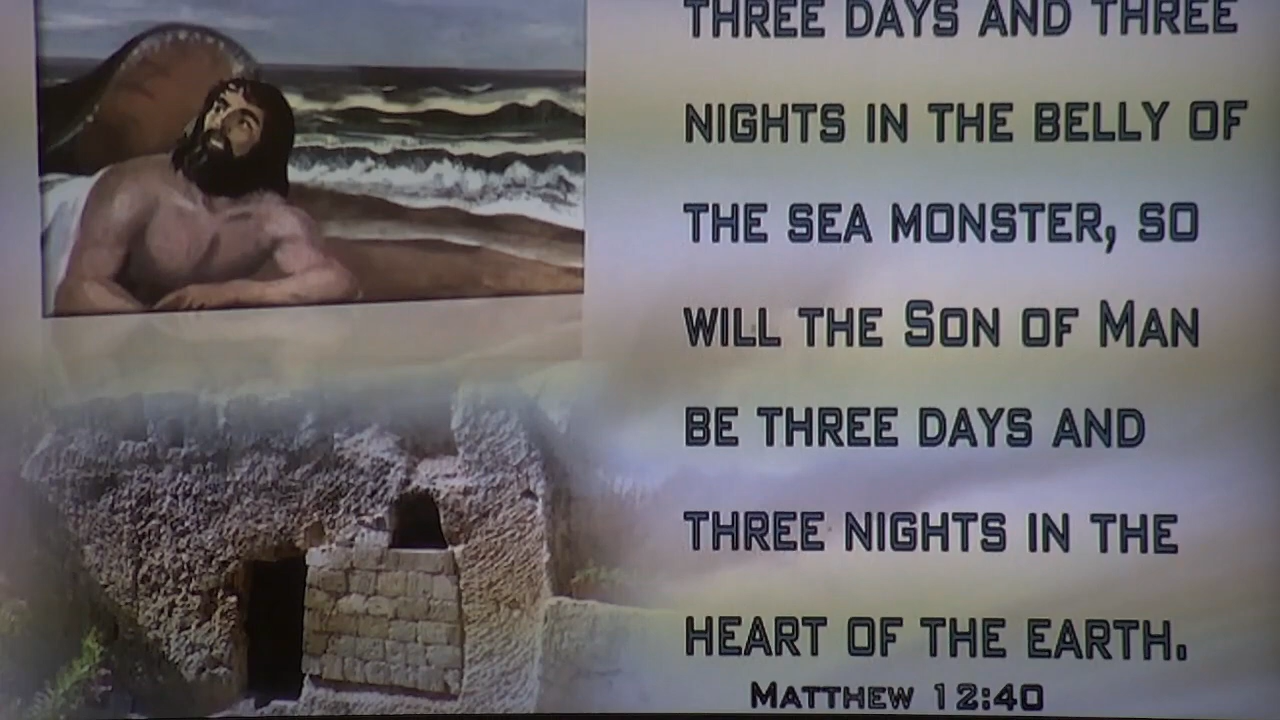 THREE DAYS AND THREE
NIGHTS IN THE BELLY OF
THE SEA MONSTER, SO
WILL THE SON OF MAN
BE THREE DAYS AND
THREE NIGHTS IN THE
HEART OF THE EARTH.
MATTHEW 12:40